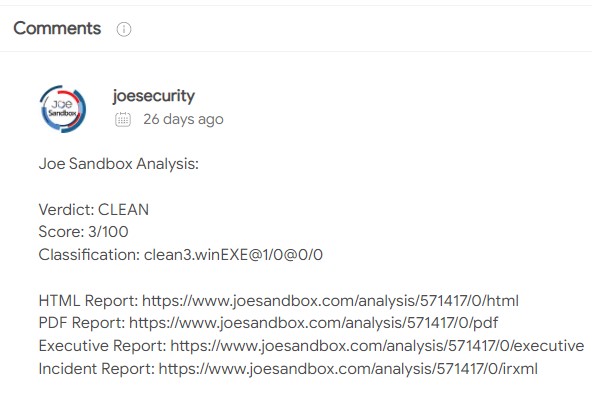 Comments
Joe
Sandbox
joesecurity
26 days ago
Joe Sandbox Analysis:
Verdict: CLEAN
Score: 3/100
Classification: clean3.winEXE@1/0@0/0
HTML Report: https://www.joesandbox.com/analysis/571417/0/html
PDF Report: https://www.joesandbox.com/analysis/571417/0/pdf
Executive Report: https://www.joesandbox.com/analysis/571417/0/executive
Incident Report: https://www.joesandbox.com/analysis/571417/0/irxml